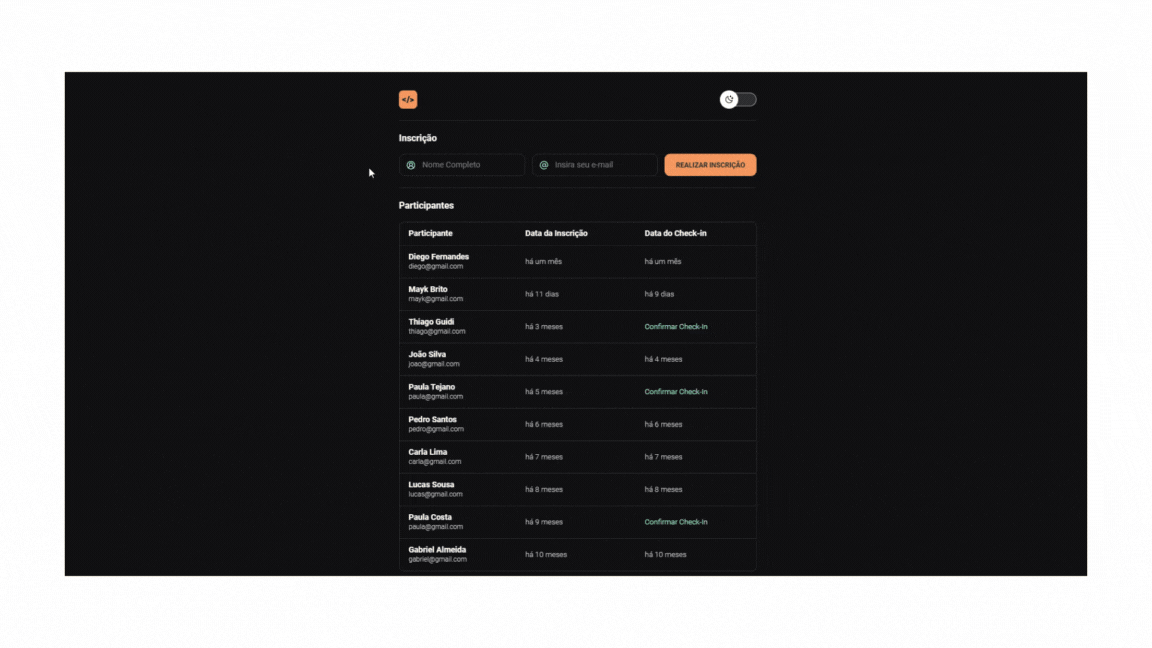 </>
Inscrição
Nome Completo
Insira seu e-mail
REALIZAR INSCRIÇÃO
Participantes
Participante Data da Inscrição Data do Check-in
Diego Fernandes
diego@gmail.com
há um mês há um mês
Mayk Brito
mayk@gmail.com
há 11 dias há 9 dias
Thiago Guidi
thiago@gmail.com
há 3 meses Confirmar Check-In
João Silva
joao@gmail.com
há 4 meses há 4 meses
Paula Tejano
paula@gmail.com
há 5 meses Confirmar Check-In
Pedro Santos
pedro@gmail.com
há 6 meses há 6 meses
Carla Lima
carla@gmail.com
há 7 meses há 7 meses
Lucas Sousa
lucas@gmail.com
há 8 meses há 8 meses
Paula Costa
paula@gmail.com
há 9 meses Confirmar Check-In
Gabriel Almeida
gabriel@gmail.com
há 10 meses há 10 meses